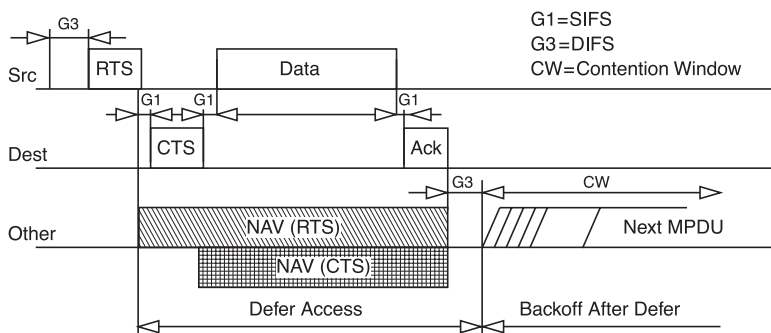 G1=SIFS
G3=DIFS
CW=Contention Window
G3
Src
RTS
Data
G1
G1
G1
Dest
CTS
Ack
G3
CW
Other
NAV (RTS)
Next MPDU
NAV (CTS)
Defer Access
Backoff After Defer